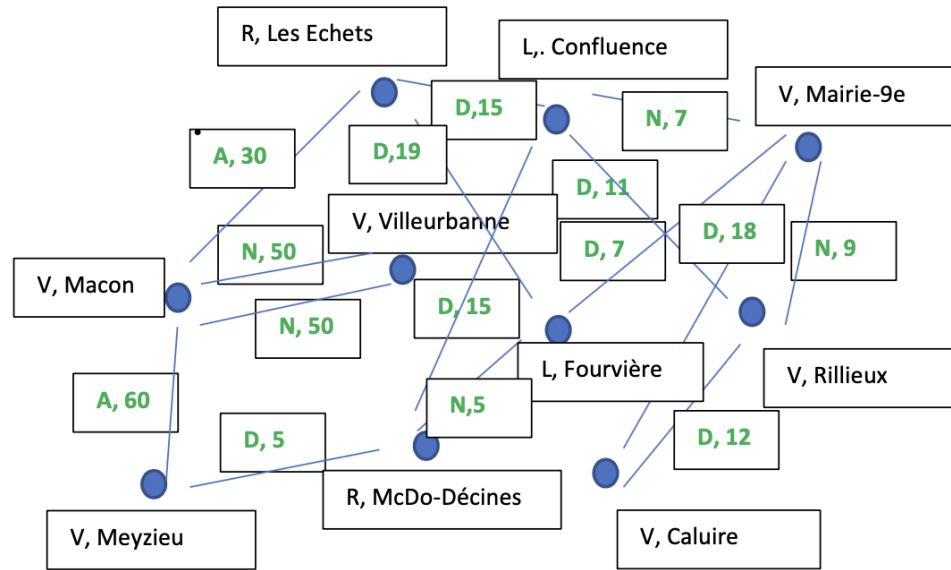 R, Les Echets
L,. Confluence
V, Mairie-9e
D,15
N, 7
A, 30
D,19
D, 11
V, Villeurbanne
D, 18
N, 50
D, 7
N, 9
V, Macon
D, 15
N, 50
L, Fourvière
V, Rillieux
A, 60
N,5
D, 5
D, 12
R, McDo-Décines
V, Meyzieu
V, Caluire